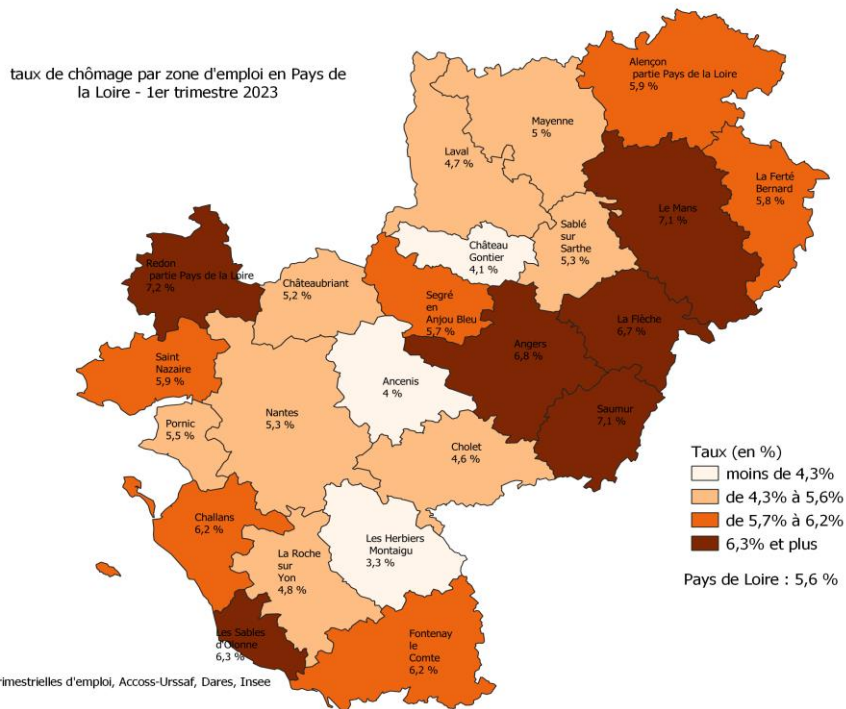 taux de chômage par zone d'emploi en Pays de
la Loire - 1er trimestre 2023
Alençon
partie Pays de la Loire
5,9 %
Mayenne
5 %
Laval
4,7 %
La Ferté
Bernard
5,8 %
Le Mans
7,1 %
Sablé
sur
Sarthe
5,3 %
Château
Gontier
4,1 %
Redon
partie Pays de la Loire
7,2 %
Châteaubriant
5,2 %
Segré
en
Anjou Bleu
5,7 %
La Flèche
6,7 %
Angers
6,8 %
Saint
Nazaire
5,9 %
Ancenis
4 %
Saumur
7,1 %
Nantes
5,3 %
Pornic
5,5 %
Cholet
4,6 %
Challans
6,2 %
Les Herbiers
Montaigu
3,3 %
La Roche
sur
Yon
4,8 %
Les Sables
d'Olonne
6,3 %
Fontenay
le
Comte
6,2 %
Taux (en %)
moins de 4,3%
de 4,3% à 5,6%
de 5,7% à 6,2%
6,3% et plus
Pays de Loire : 5,6 %
rimestrielles d'emploi, Accoss-Urssaf, Dares, Insee